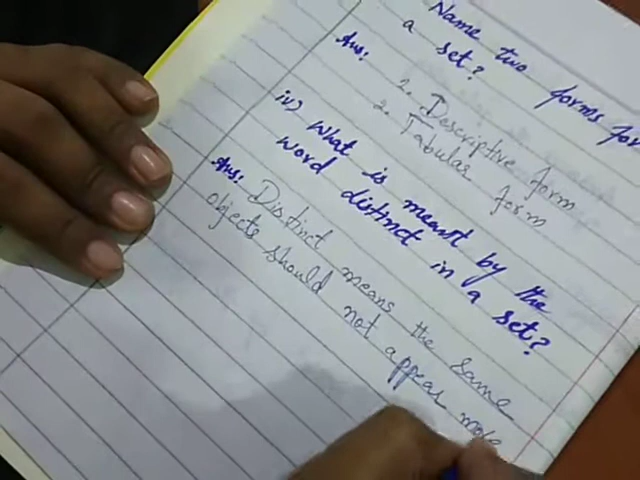 Name two forms for
a set?
Ans: 1. Descriptive form
2. Tabular form
iv) What is meant by the
word distinct in a set?
Ans: Distinct means the same
objects should not appear more